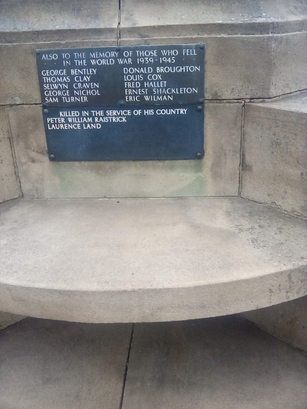 ALSO TO THE MEMORY OF THOSE WHO FELL
IN THE WORLD WAR 1939-1945
GEORGE BENTLEY DONALD BROUGHTON
THOMAS CLAY LOUIS COX
SELWYN CRAVEN FRED HALLET
GEORGE NICHOL ERNEST SHACKLETON
SAM TURNER ERIC WILMAN
KILLED IN THE SERVICE OF HIS COUNTRY
PETER WILLIAM RAISTRICK
LAURENCE LAND